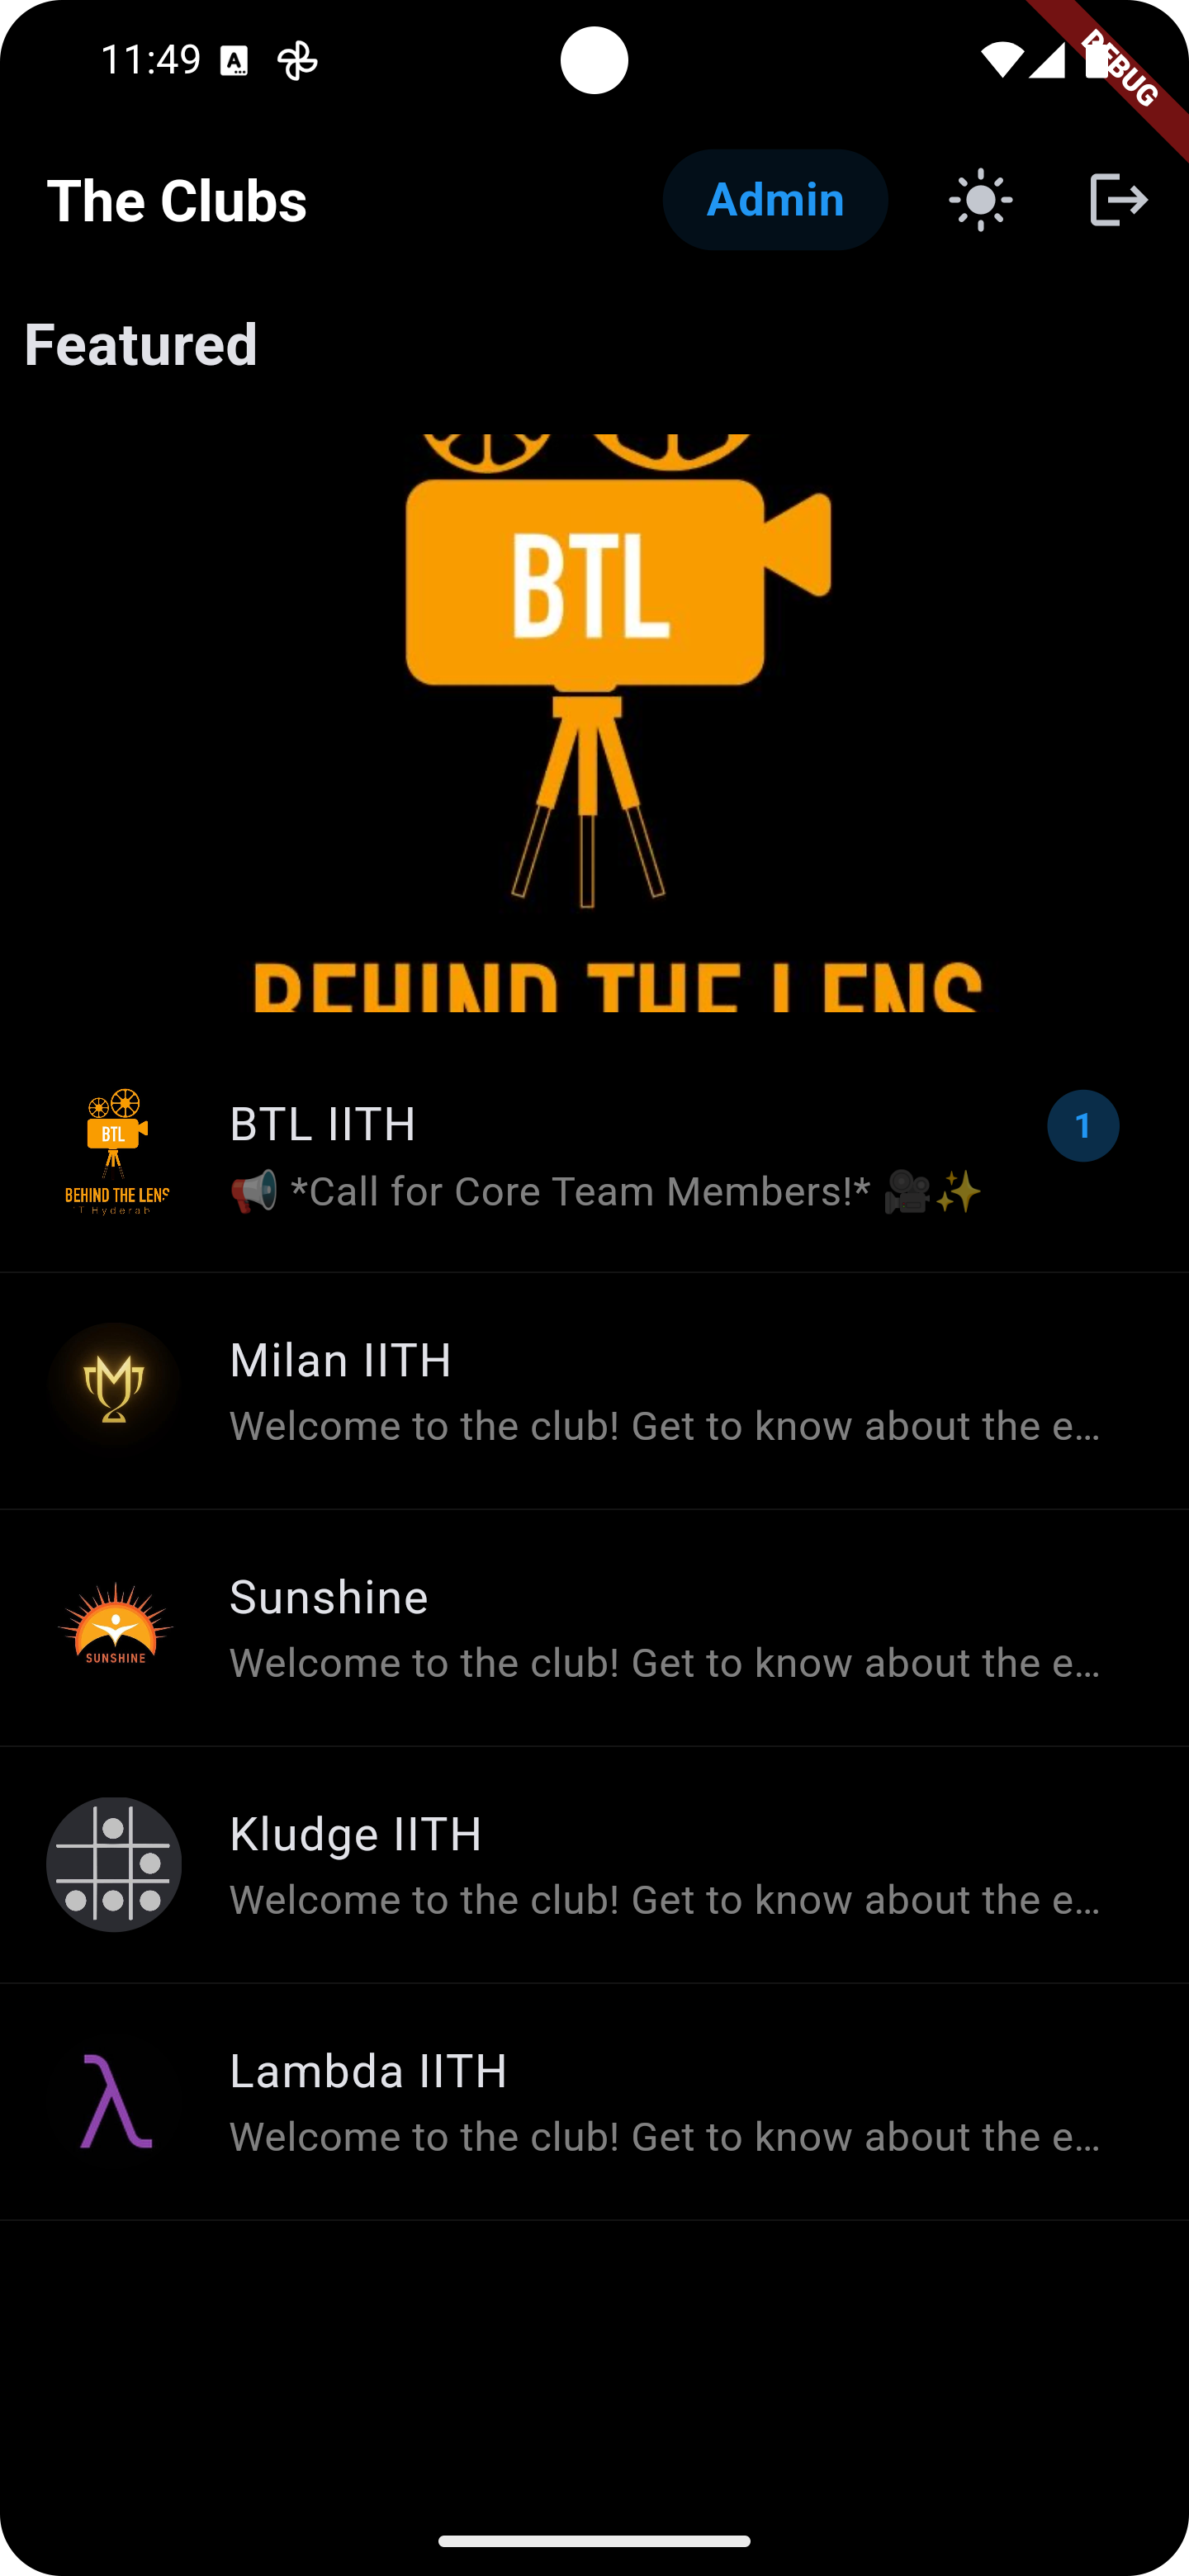 11:49
DEBUG
The Clubs
Admin
Featured
BTL
BEHIND THE LENS
BTL
BEHIND THE LENS
BTL IITH
1
📢 *Call for Core Team Members!* 🎥✨
Milan IITH
Welcome to the club! Get to know about the e…
SUNSHINE
Sunshine
Welcome to the club! Get to know about the e…
Kludge IITH
Welcome to the club! Get to know about the e…
λ
Lambda IITH
Welcome to the club! Get to know about the e…